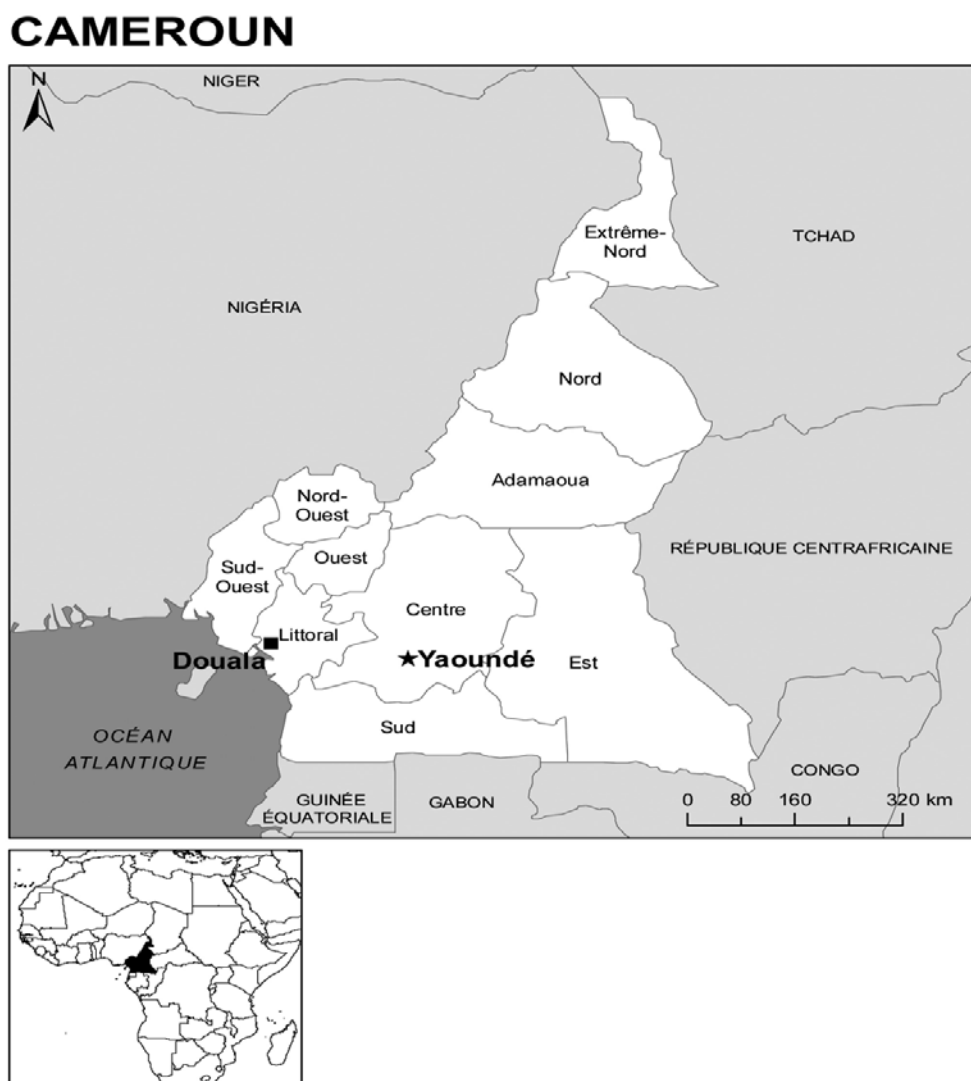 CAMEROUN
N
NIGER
Extrême-
Nord
TCHAD
NIGÉRIA
Nord
Adamaoua
Nord-
Ouest
RÉPUBLIQUE CENTRAFRICAINE
Ouest
Sud-
Ouest
Centre
Littoral
Douala
Yaoundé
Est
Sud
OCÉAN
ATLANTIQUE
CONGO
GUINÉE
ÉQUATORIALE
GABON
0 80 160 320 km